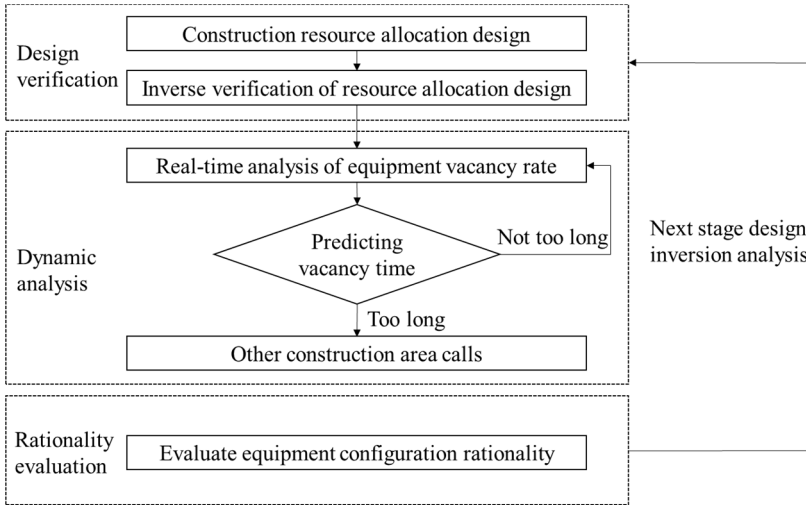 Construction resource allocation design
Design
verification
Inverse verification of resource allocation design
Real-time analysis of equipment vacancy rate
Predicting
vacancy time
Not too long
Next stage design
inversion analysis
Dynamic
analysis
Too long
Other construction area calls
Rationality
evaluation
Evaluate equipment configuration rationality